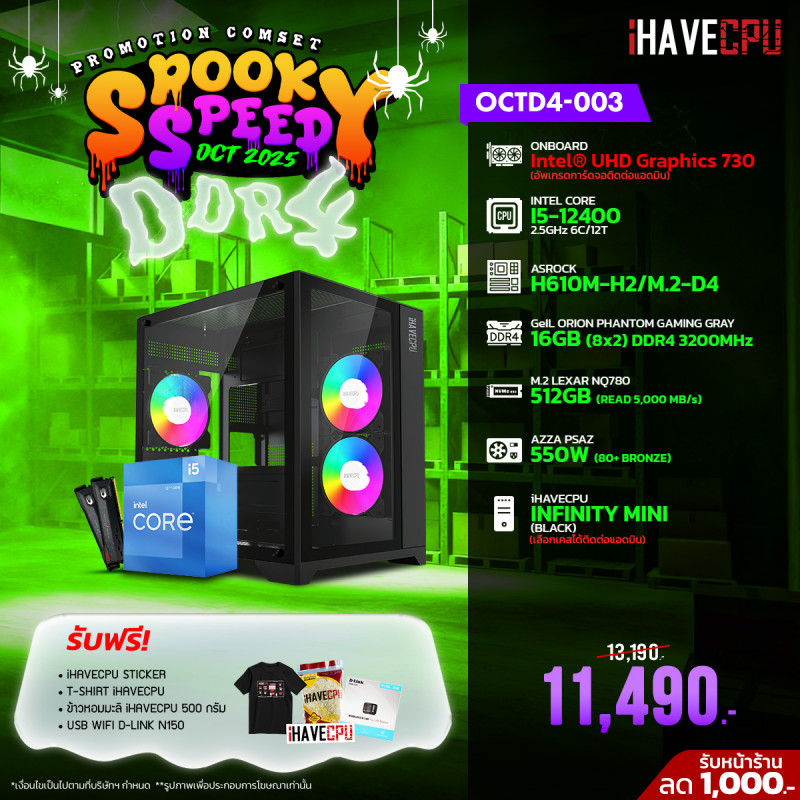 PROMOTION COMSET
SPOOKY
SPEED
OCT 2025
DDR4
iHAVECPU
OCTD4-003
ONBOARD
Intel® UHD Graphics 730
(อัพเกรดการ์ดจอติดต่อแอดมิน)
CPU
INTEL CORE
I5-12400
2.5GHz 6C/12T
ASROCK
H610M-H2/M.2-D4
DDR4
GeIL ORION PHANTOM GAMING GRAY
16GB (8x2) DDR4 3200MHz
M.2 LEXAR NQ780
512GB (READ 5,000 MB/s)
AZZA PSAZ
550W (80+ BRONZE)
iHAVECPU
INFINITY MINI
(BLACK)
(เลือกเคสได้ติดต่อแอดมิน)
iHAVECPU
i5
intel
CORE
รับฟรี!
• iHAVECPU STICKER
• T-SHIRT iHAVECPU
• ข้าวหอมมะลิ iHAVECPU 500 กรัม
• USB WIFI D-LINK N150
iHAVECPU
D-Link
iHAVECPU
13,190.-
11,490.-
รับหน้าร้าน
ลด 1,000.-
*เงื่อนไขเป็นไปตามที่บริษัทฯ กำหนด **รูปภาพเพื่อประกอบการโฆษณาเท่านั้น